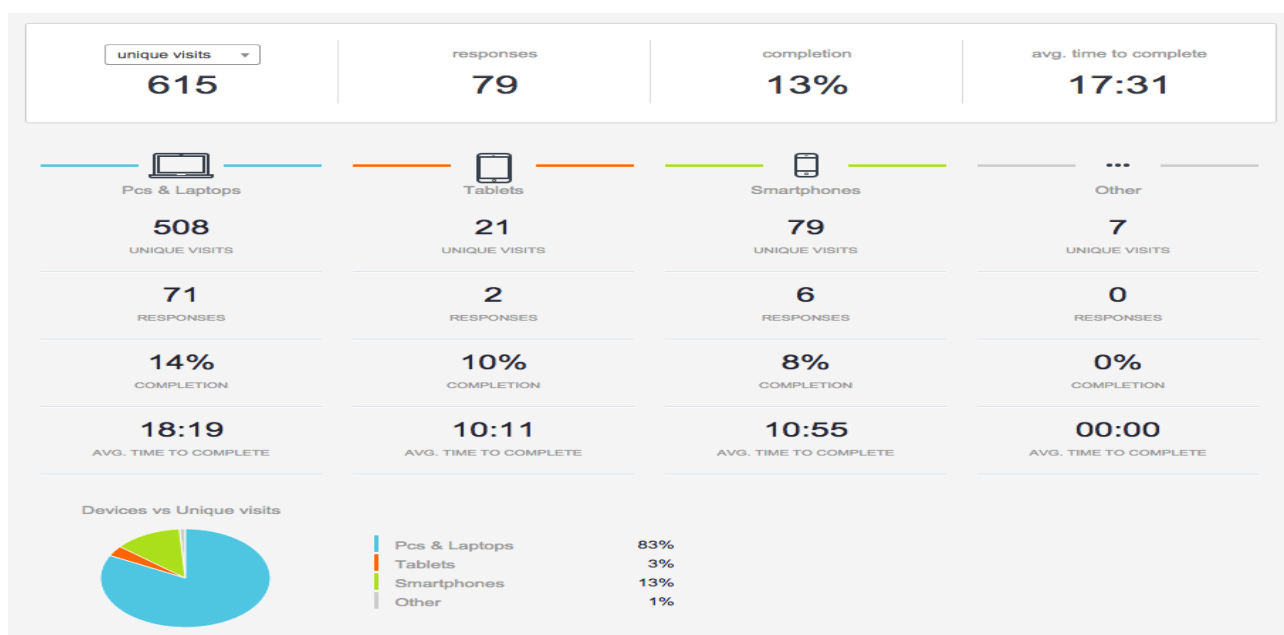 unique visits responses completion avg. time to complete
615 79 13% 17:31
Pcs & Laptops Tablets Smartphones Other
508 21 79 7
UNIQUE VISITS UNIQUE VISITS UNIQUE VISITS UNIQUE VISITS
71 2 6 0
RESPONSES RESPONSES RESPONSES RESPONSES
14% 10% 8% 0%
COMPLETION COMPLETION COMPLETION COMPLETION
18:19 10:11 10:55 00:00
AVG. TIME TO COMPLETE AVG. TIME TO COMPLETE AVG. TIME TO COMPLETE AVG. TIME TO COMPLETE
Devices vs Unique visits
Pcs & Laptops 83%
Tablets 3%
Smartphones 13%
Other 1%